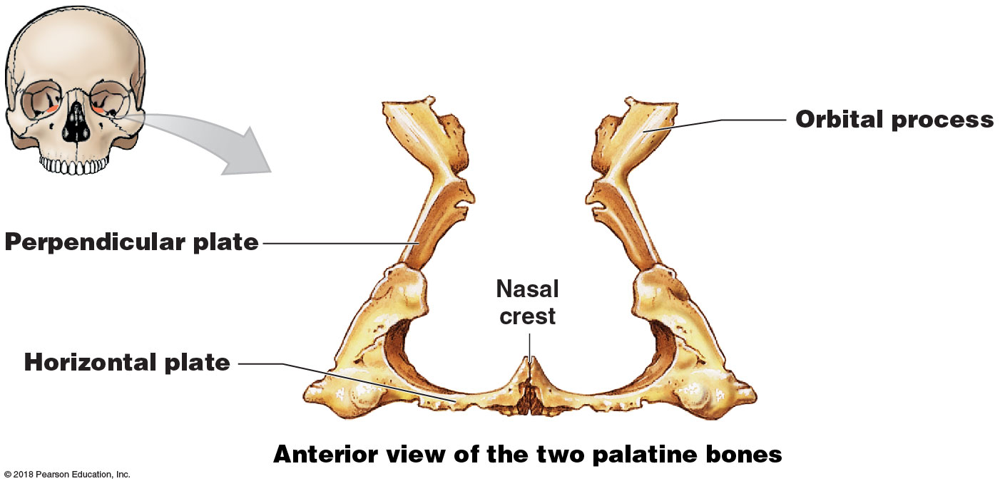 Orbital process
Perpendicular plate
Nasal
crest
Horizontal plate
Anterior view of the two palatine bones
© 2018 Pearson Education, Inc.